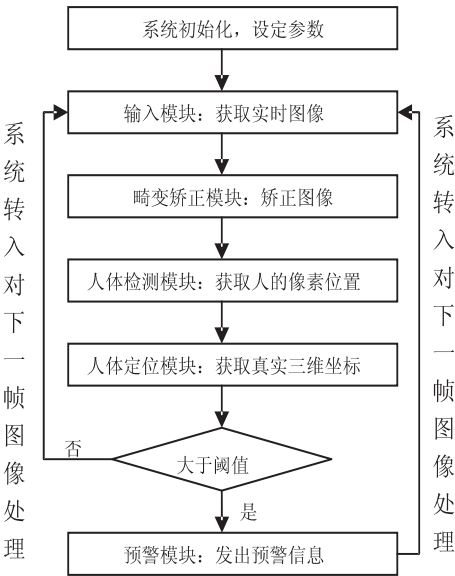 系统初始化，设定参数
输入模块：获取实时图像
畸变矫正模块：矫正图像
人体检测模块：获取人的像素位置
人体定位模块：获取真实三维坐标
大于阈值
否
是
预警模块：发出预警信息
系统转入对下一帧图像处理
系统转入对下一帧图像处理